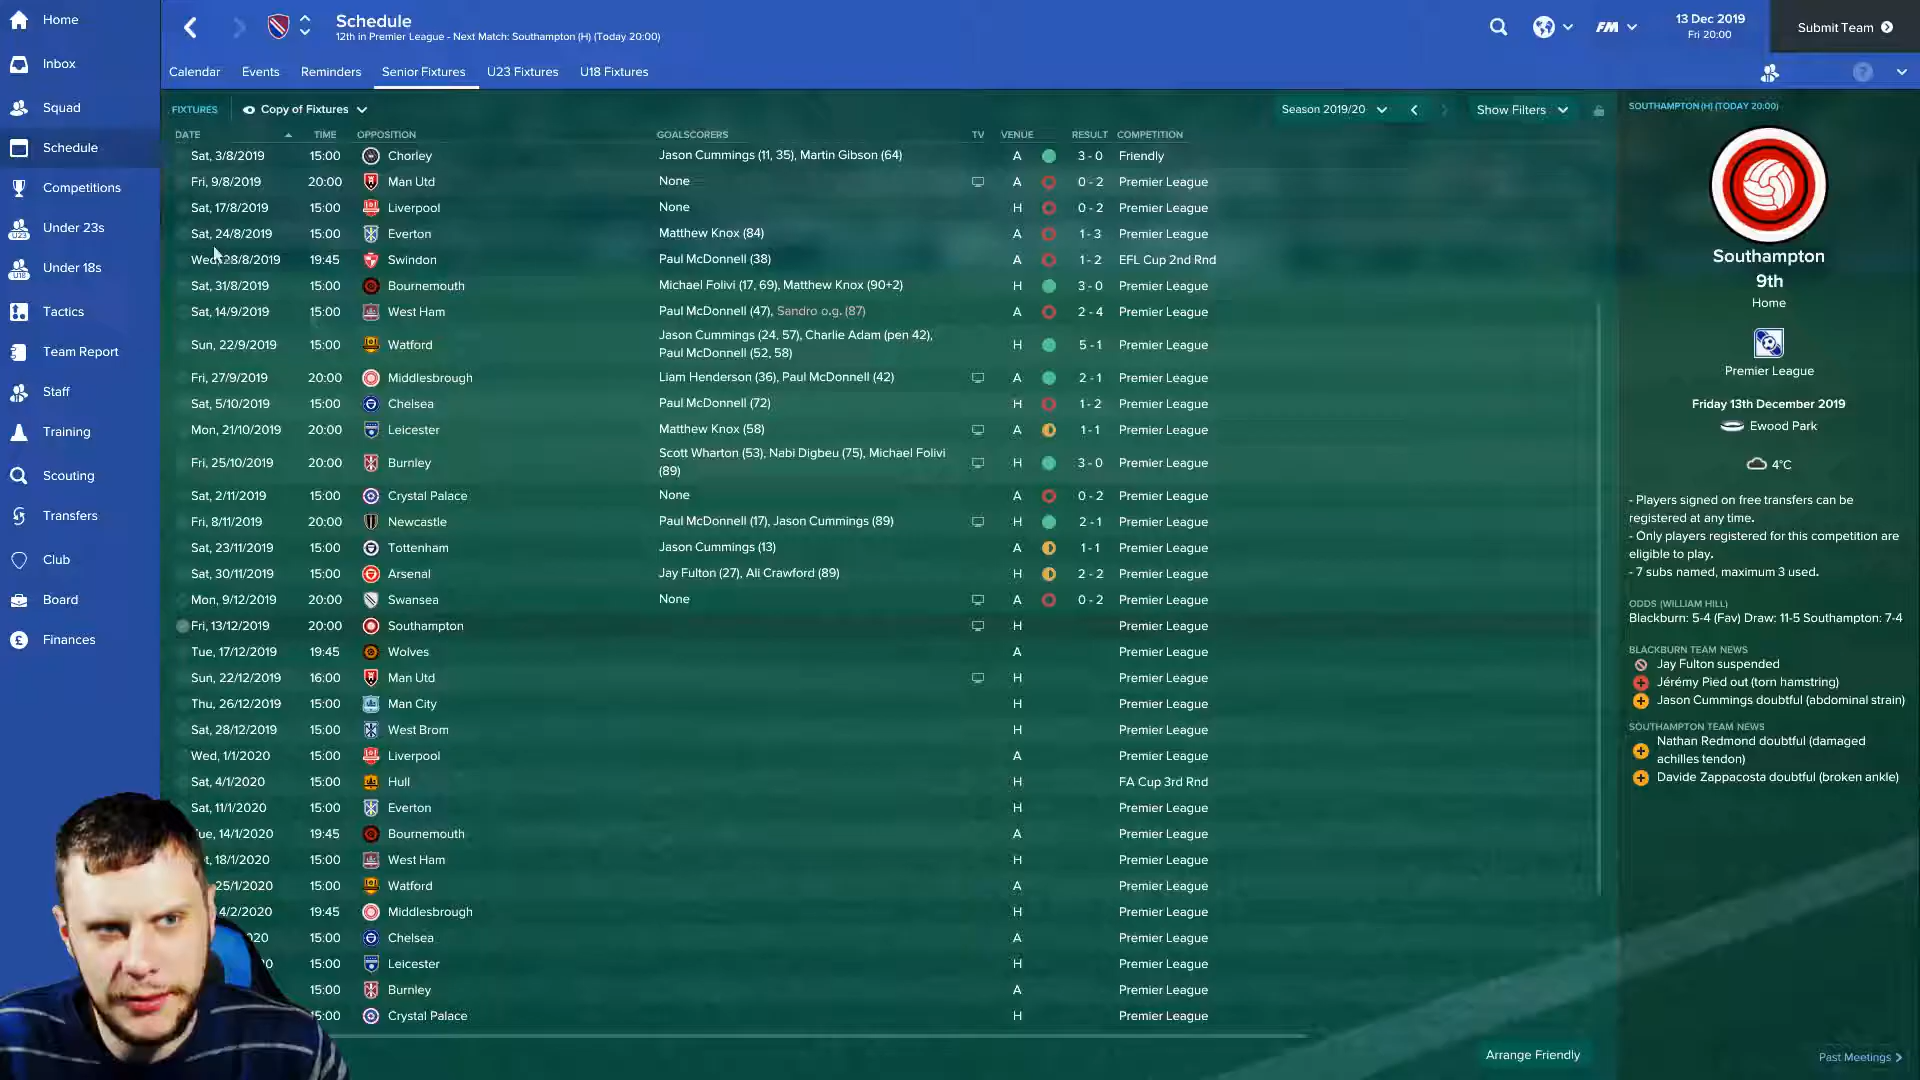 Home
Inbox
Squad
Schedule
Competitions
Under 23s
Under 18s
Tactics
Team Report
Staff
Training
Scouting
Transfers
Club
Board
Finances
Schedule
12th in Premier League - Next Match: Southampton (H) (Today 20:00)
FM
13 Dec 2019
Fri 20:00
Submit Team
Calendar Events Reminders Senior Fixtures U23 Fixtures U18 Fixtures
FIXTURES Copy of Fixtures Season 2019/20 Show Filters
DATE TIME OPPOSITION GOALSCORERS TV VENUE RESULT COMPETITION
Sat, 3/8/2019 15:00 Chorley Jason Cummings (11, 35), Martin Gibson (64) A 3 - 0 Friendly
Fri, 9/8/2019 20:00 Man Utd None A 0 - 2 Premier League
Sat, 17/8/2019 15:00 Liverpool None H 0 - 2 Premier League
Sat, 24/8/2019 15:00 Everton Matthew Knox (84) A 1 - 3 Premier League
Wed, 28/8/2019 19:45 Swindon Paul McDonnell (38) A 1 - 2 EFL Cup 2nd Rnd
Sat, 31/8/2019 15:00 Bournemouth Michael Folivi (17, 69), Matthew Knox (90+2) H 3 - 0 Premier League
Sat, 14/9/2019 15:00 West Ham Paul McDonnell (47), Sandro o.g. (87) A 2 - 4 Premier League
Sun, 22/9/2019 15:00 Watford Jason Cummings (24, 57), Charlie Adam (pen 42), Paul McDonnell (52, 58) H 5 - 1 Premier League
Fri, 27/9/2019 20:00 Middlesbrough Liam Henderson (36), Paul McDonnell (42) A 2 - 1 Premier League
Sat, 5/10/2019 15:00 Chelsea Paul McDonnell (72) H 1 - 2 Premier League
Mon, 21/10/2019 20:00 Leicester Matthew Knox (58) A 1 - 1 Premier League
Fri, 25/10/2019 20:00 Burnley Scott Wharton (53), Nabi Digbeu (75), Michael Folivi (89) H 3 - 0 Premier League
Sat, 2/11/2019 15:00 Crystal Palace None A 0 - 2 Premier League
Fri, 8/11/2019 20:00 Newcastle Paul McDonnell (17), Jason Cummings (89) H 2 - 1 Premier League
Sat, 23/11/2019 15:00 Tottenham Jason Cummings (13) A 1 - 1 Premier League
Sat, 30/11/2019 15:00 Arsenal Jay Fulton (27), Ali Crawford (89) H 2 - 2 Premier League
Mon, 9/12/2019 20:00 Swansea None A 0 - 2 Premier League
Fri, 13/12/2019 20:00 Southampton H Premier League
Tue, 17/12/2019 19:45 Wolves A Premier League
Sun, 22/12/2019 16:00 Man Utd H Premier League
Thu, 26/12/2019 15:00 Man City H Premier League
Sat, 28/12/2019 15:00 West Brom H Premier League
Wed, 1/1/2020 15:00 Liverpool A Premier League
Sat, 4/1/2020 15:00 Hull H FA Cup 3rd Rnd
Sat, 11/1/2020 15:00 Everton H Premier League
ue, 14/1/2020 19:45 Bournemouth A Premier League
t, 18/1/2020 15:00 West Ham H Premier League
25/1/2020 15:00 Watford A Premier League
4/2/2020 19:45 Middlesbrough H Premier League
020 15:00 Chelsea A Premier League
0 15:00 Leicester H Premier League
15:00 Burnley A Premier League
15:00 Crystal Palace H Premier League
Arrange Friendly
SOUTHAMPTON (H) (TODAY 20:00)
Southampton
9th
Home
Premier League
Friday 13th December 2019
Ewood Park
4°C
- Players signed on free transfers can be
registered at any time.
- Only players registered for this competition are
eligible to play.
- 7 subs named, maximum 3 used.
ODDS (WILLIAM HILL)
Blackburn: 5-4 (Fav) Draw: 11-5 Southampton: 7-4
BLACKBURN TEAM NEWS
Jay Fulton suspended
Jérémy Pied out (torn hamstring)
Jason Cummings doubtful (abdominal strain)
SOUTHAMPTON TEAM NEWS
Nathan Redmond doubtful (damaged
achilles tendon)
Davide Zappacosta doubtful (broken ankle)
Past Meetings